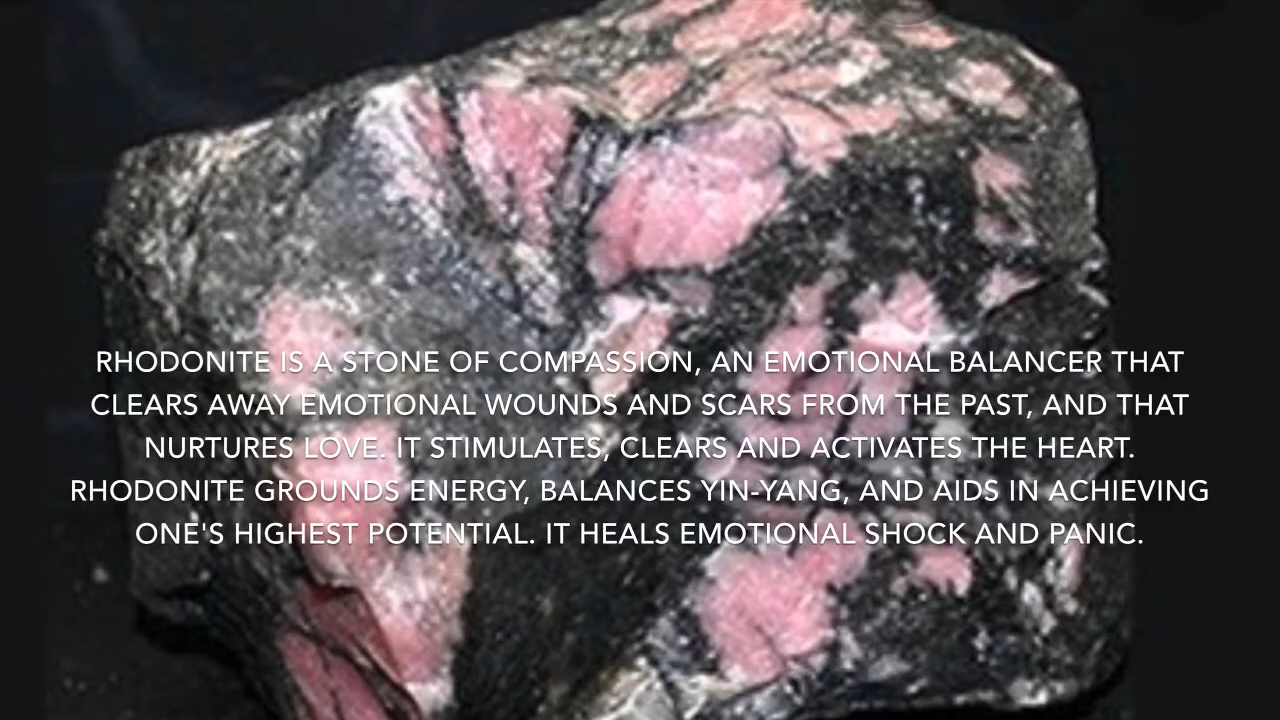 RHODONITE IS A STONE OF COMPASSION, AN EMOTIONAL BALANCER THAT
CLEARS AWAY EMOTIONAL WOUNDS AND SCARS FROM THE PAST, AND THAT
NURTURES LOVE. IT STIMULATES, CLEARS AND ACTIVATES THE HEART.
RHODONITE GROUNDS ENERGY, BALANCES YIN-YANG, AND AIDS IN ACHIEVING
ONE'S HIGHEST POTENTIAL. IT HEALS EMOTIONAL SHOCK AND PANIC.